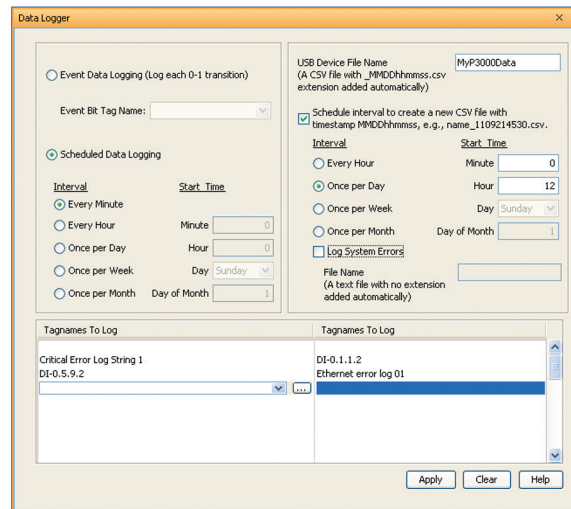 Data Logger
Event Data Logging (Log each 0-1 transition)
Event Bit Tag Name:
Scheduled Data Logging
Interval Start Time
Every Minute
Every Hour Minute 0
Once per Day Hour 0
Once per Week Day Sunday
Once per Month Day of Month 1
USB Device File Name MyP3000Data
(A CSV file with _MMDDhhmmss.csv
extension added automatically)
Schedule interval to create a new CSV file with
timestamp MMDDhhmmss, e.g., name_1109214530.csv.
Interval Start Time
Every Hour Minute 0
Once per Day Hour 12
Once per Week Day Sunday
Once per Month Day of Month 1
Log System Errors
File Name
(A text file with no extension
added automatically)
Tagnames To Log Tagnames To Log
Critical Error Log String 1 DI-0.1.1.2
DI-0.5.9.2 Ethernet error log 01
...
Apply Clear Help